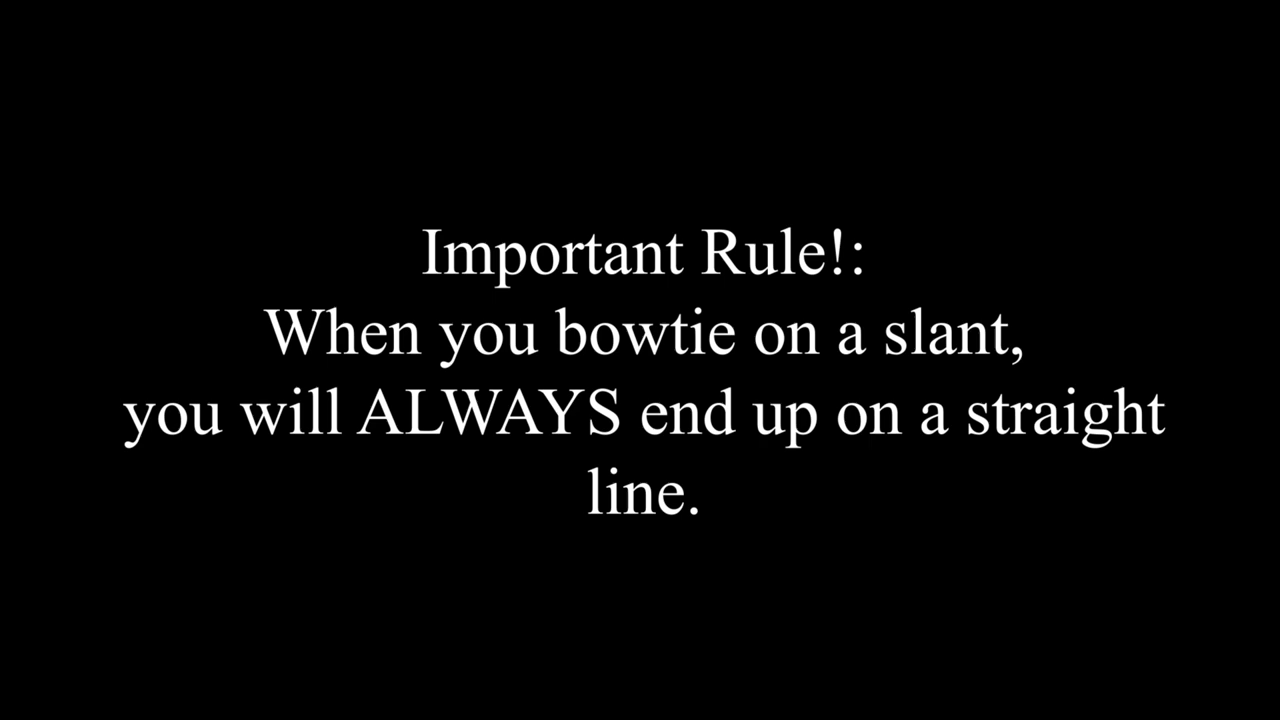 Important Rule!:
When you bowtie on a slant,
you will ALWAYS end up on a straight
line.